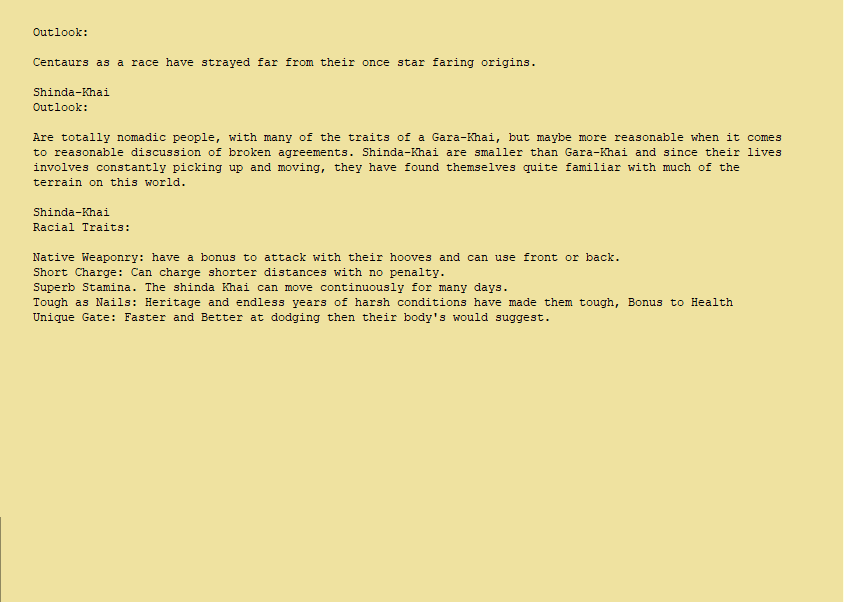 Outlook:
Centaurs as a race have strayed far from their once star faring origins.
Shinda-Khai
Outlook:
Are totally nomadic people, with many of the traits of a Gara-Khai, but maybe more reasonable when it comes
to reasonable discussion of broken agreements. Shinda-Khai are smaller than Gara-Khai and since their lives
involves constantly picking up and moving, they have found themselves quite familiar with much of the
terrain on this world.
Shinda-Khai
Racial Traits:
Native Weaponry: have a bonus to attack with their hooves and can use front or back.
Short Charge: Can charge shorter distances with no penalty.
Superb Stamina. The shinda Khai can move continuously for many days.
Tough as Nails: Heritage and endless years of harsh conditions have made them tough, Bonus to Health
Unique Gate: Faster and Better at dodging then their body's would suggest.